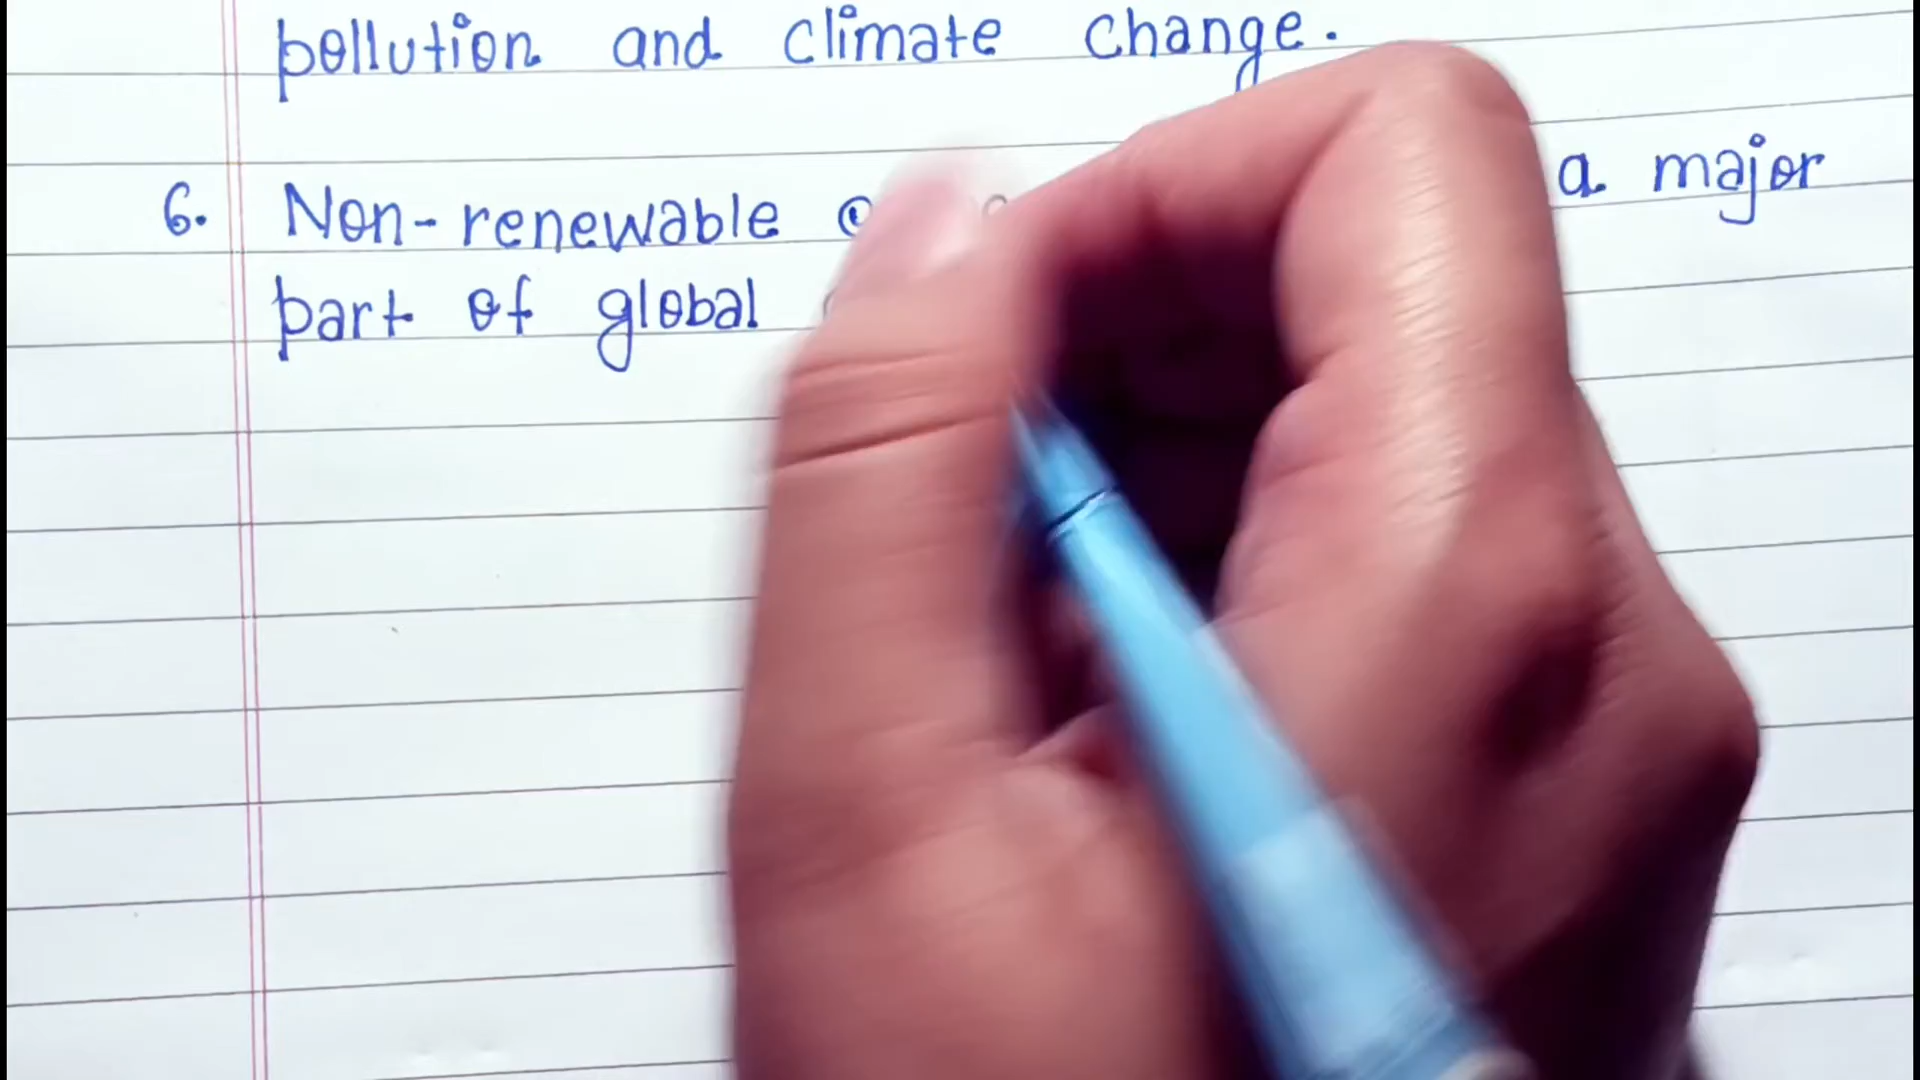 pollution and climate change.
6. Non-renewable a major
part of global